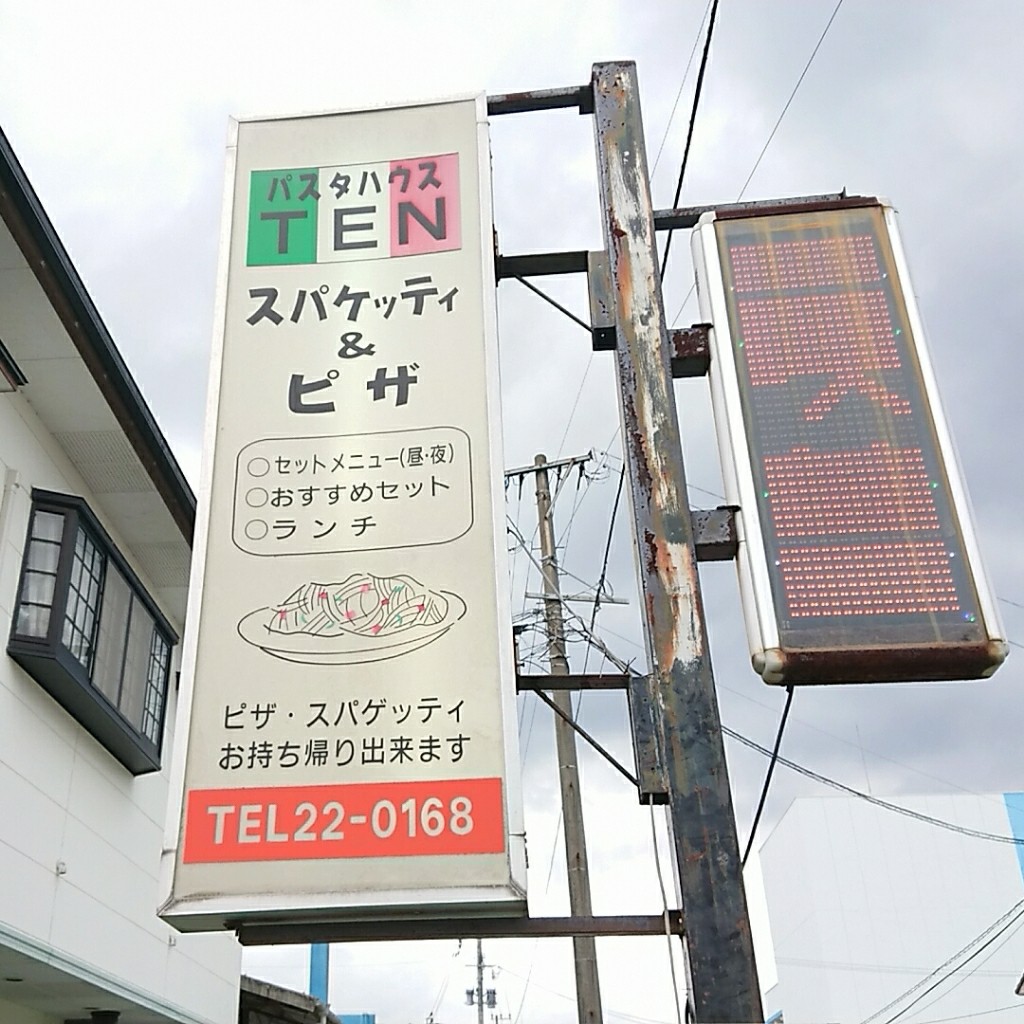 パスタハウス
TEN
スパケッティ
&
ピザ
○セットメニュー(昼・夜)
○おすすめセット
○ランチ
ピザ・スパゲッティ
お持ち帰り出来ます
TEL22-0168